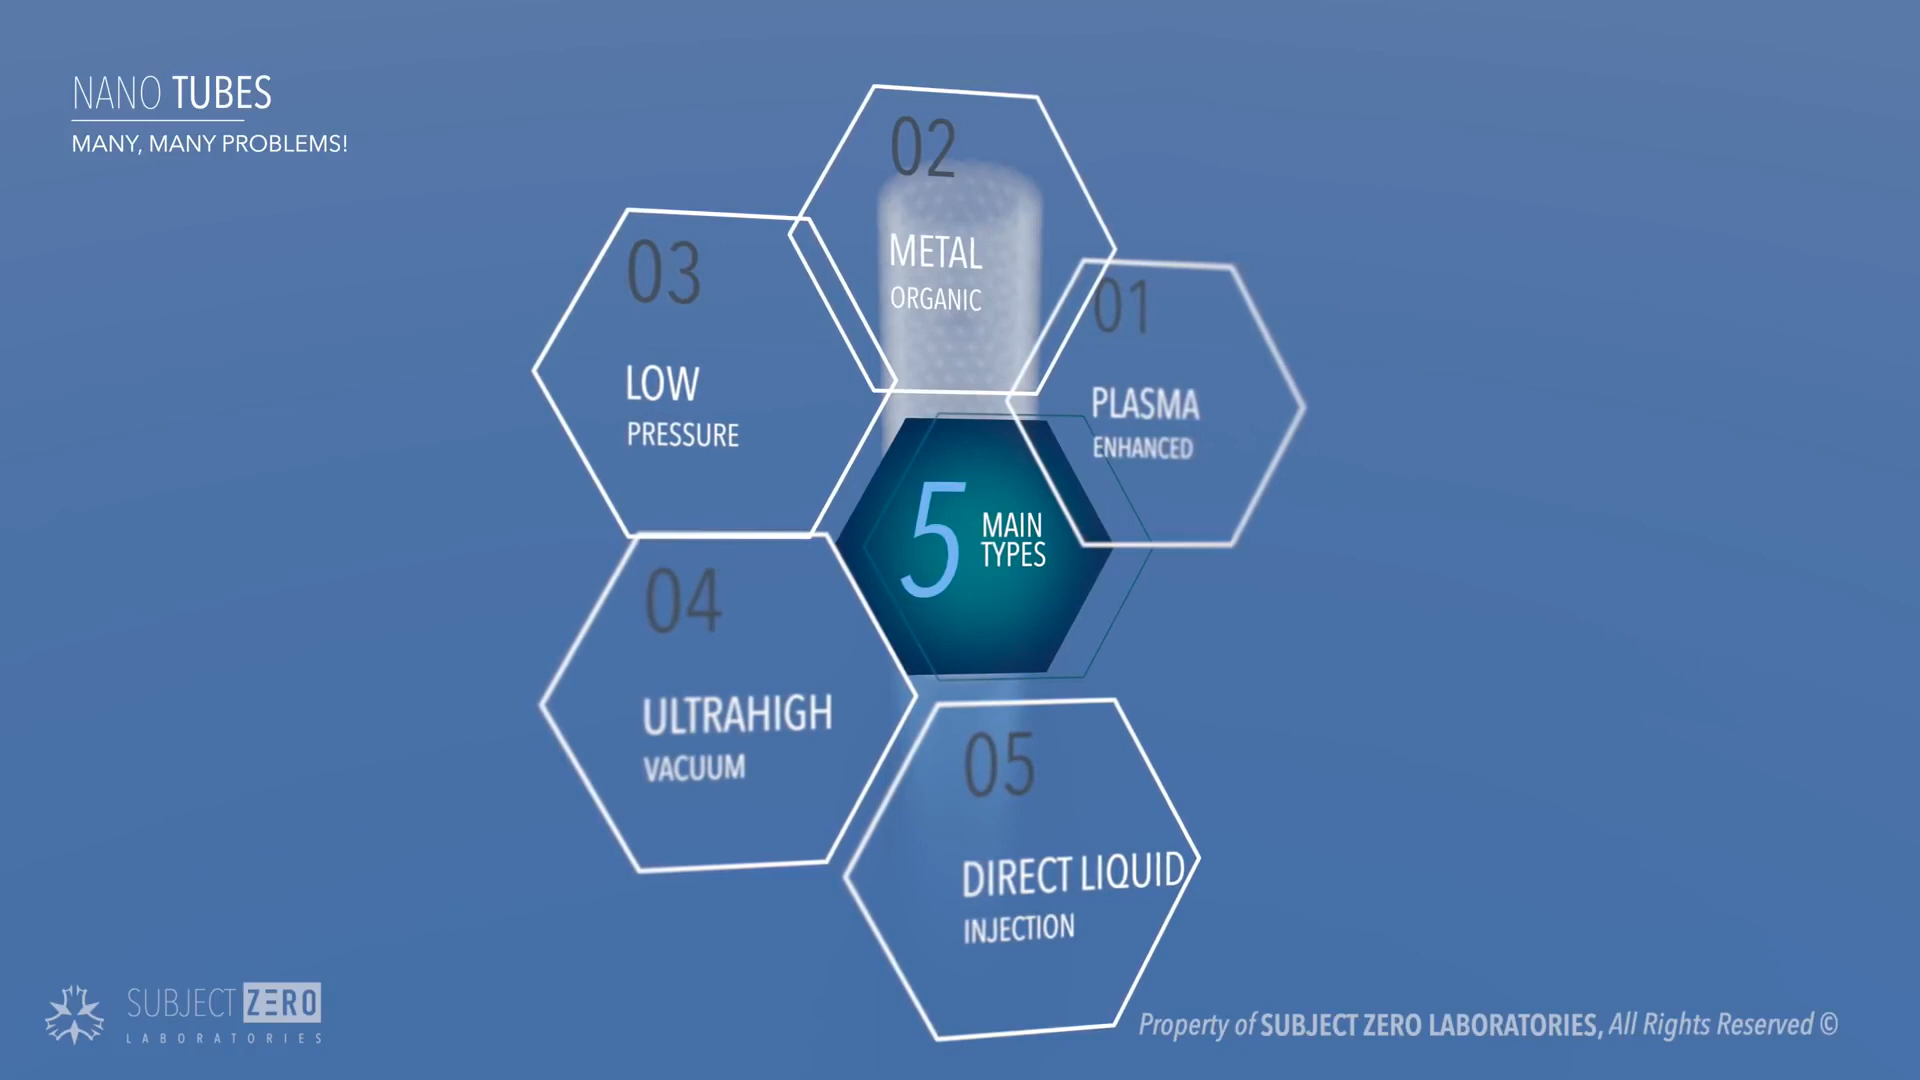 NANO TUBES
MANY, MANY PROBLEMS!
02
METAL
ORGANIC
03
LOW
PRESSURE
01
PLASMA
ENHANCED
5 MAIN
TYPES
04
ULTRAHIGH
VACUUM
05
DIRECT LIQUID
INJECTION
SUBJECT ZERO
LABORATORIES
Property of SUBJECT ZERO LABORATORIES, All Rights Reserved ©